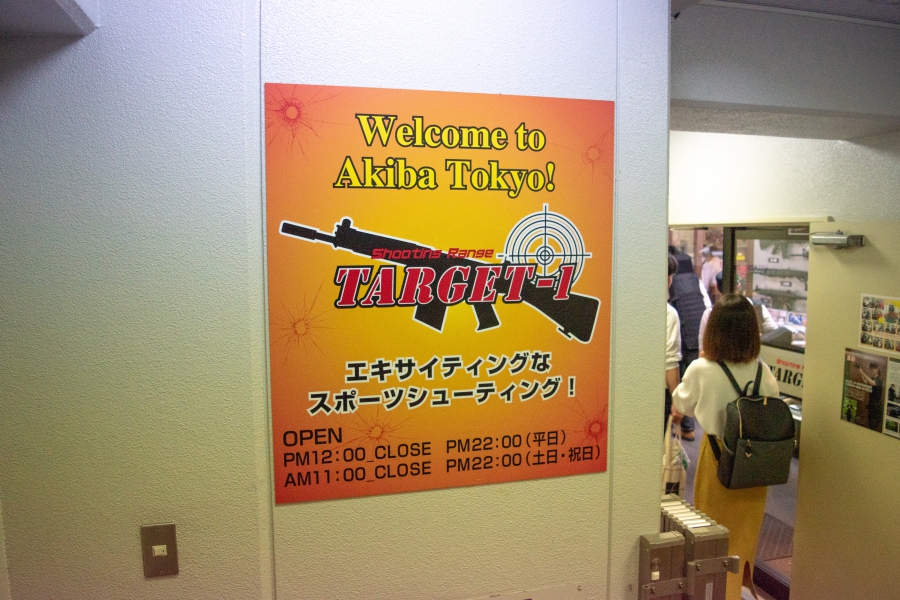 Welcome to
Akiba Tokyo!
Shooting Range
TARGET-1
エキサイティングな
スポーツシューティング！
OPEN
PM12：00_CLOSE PM22：00（平日）
AM11：00_CLOSE PM22：00（土日・祝日）
Shooting
TARG